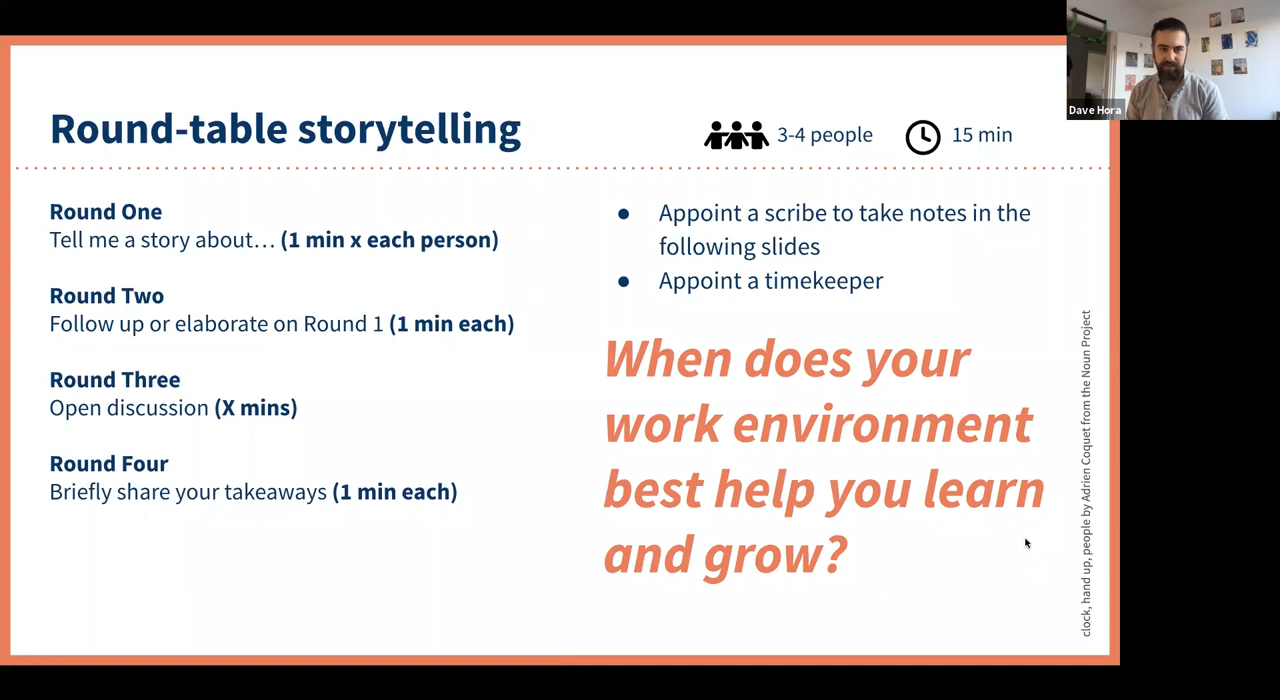 Round-table storytelling
3-4 people
15 min
Round One
Tell me a story about… (1 min x each person)
Round Two
Follow up or elaborate on Round 1 (1 min each)
Round Three
Open discussion (X mins)
Round Four
Briefly share your takeaways (1 min each)
● Appoint a scribe to take notes in the
following slides
● Appoint a timekeeper
When does your
work environment
best help you learn
and grow?
clock, hand up, people by Adrien Coquet from the Noun Project
Dave Hora